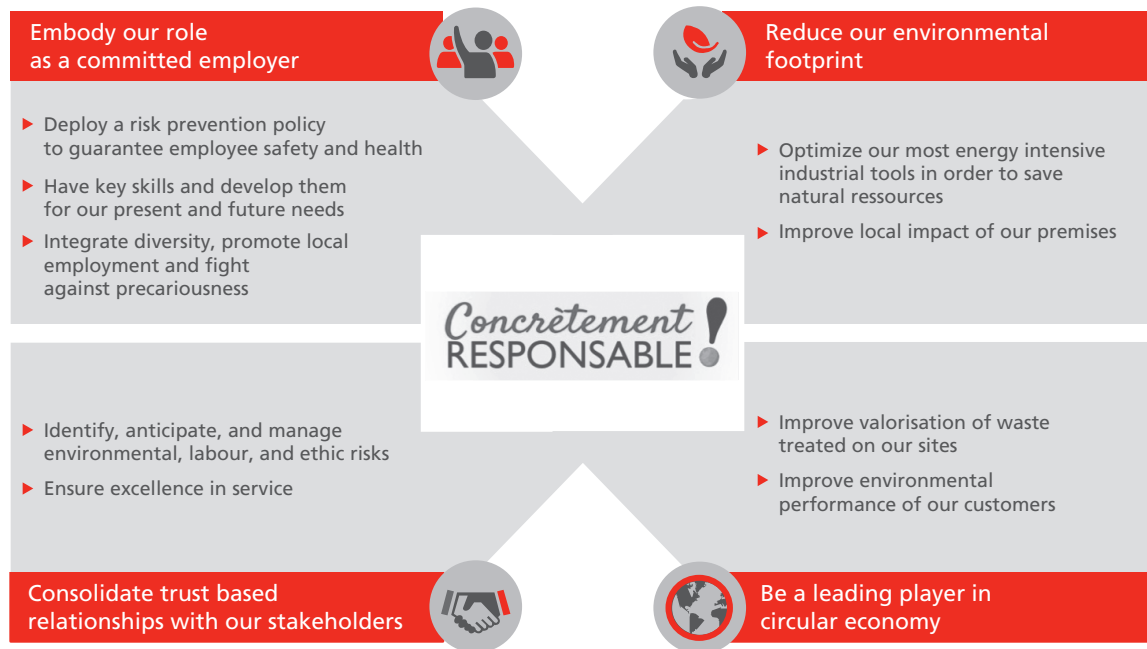 Embody our role
as a committed employer
Deploy a risk prevention policy
to guarantee employee safety and health
Have key skills and develop them
for our present and future needs
Integrate diversity, promote local
employment and fight
against precariousness
Reduce our environmental
footprint
Optimize our most energy intensive
industrial tools in order to save
natural ressources
Improve local impact of our premises
Concrètement
RESPONSABLE !
Identify, anticipate, and manage
environmental, labour, and ethic risks
Ensure excellence in service
Consolidate trust based
relationships with our stakeholders
Improve valorisation of waste
treated on our sites
Improve environmental
performance of our customers
Be a leading player in
circular economy